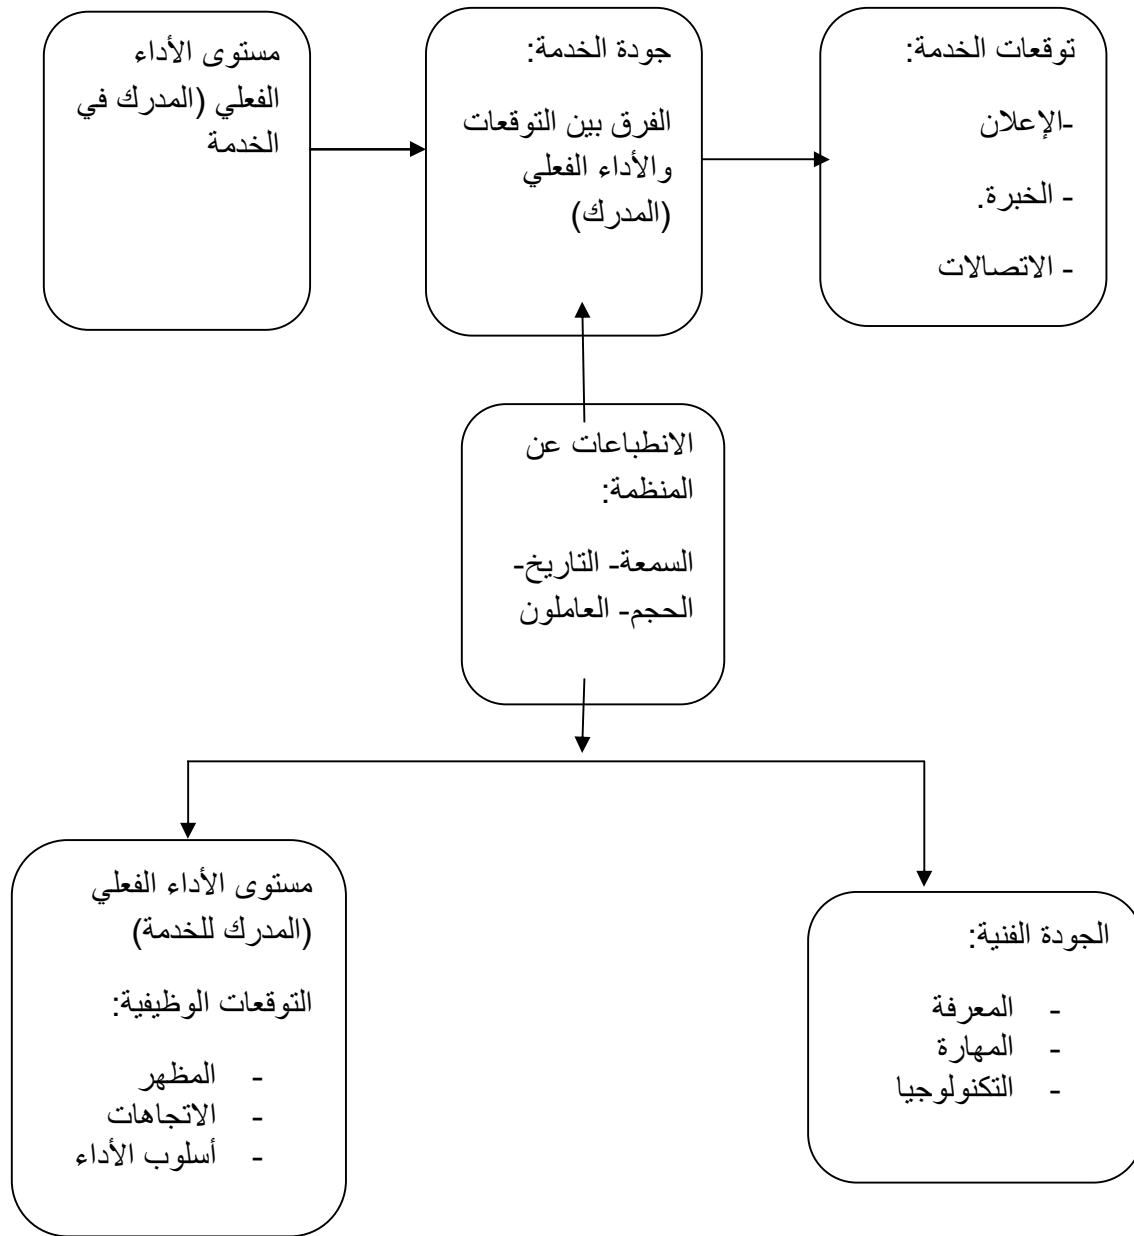 توقعات الخدمة:
-الإعلان
- الخبرة.
- الاتصالات
جودة الخدمة:
الفرق بين التوقعات
والأداء الفعلي
(المدرك)
مستوى الأداء
الفعلي (المدرك في
الخدمة
الانطباعات عن
المنظمة:
السمعة- التاريخ-
الحجم- العاملون
الجودة الفنية:
- المعرفة
- المهارة
- التكنولوجيا
مستوى الأداء الفعلي
(المدرك للخدمة)
التوقعات الوظيفية:
- المظهر
- الاتجاهات
- أسلوب الأداء